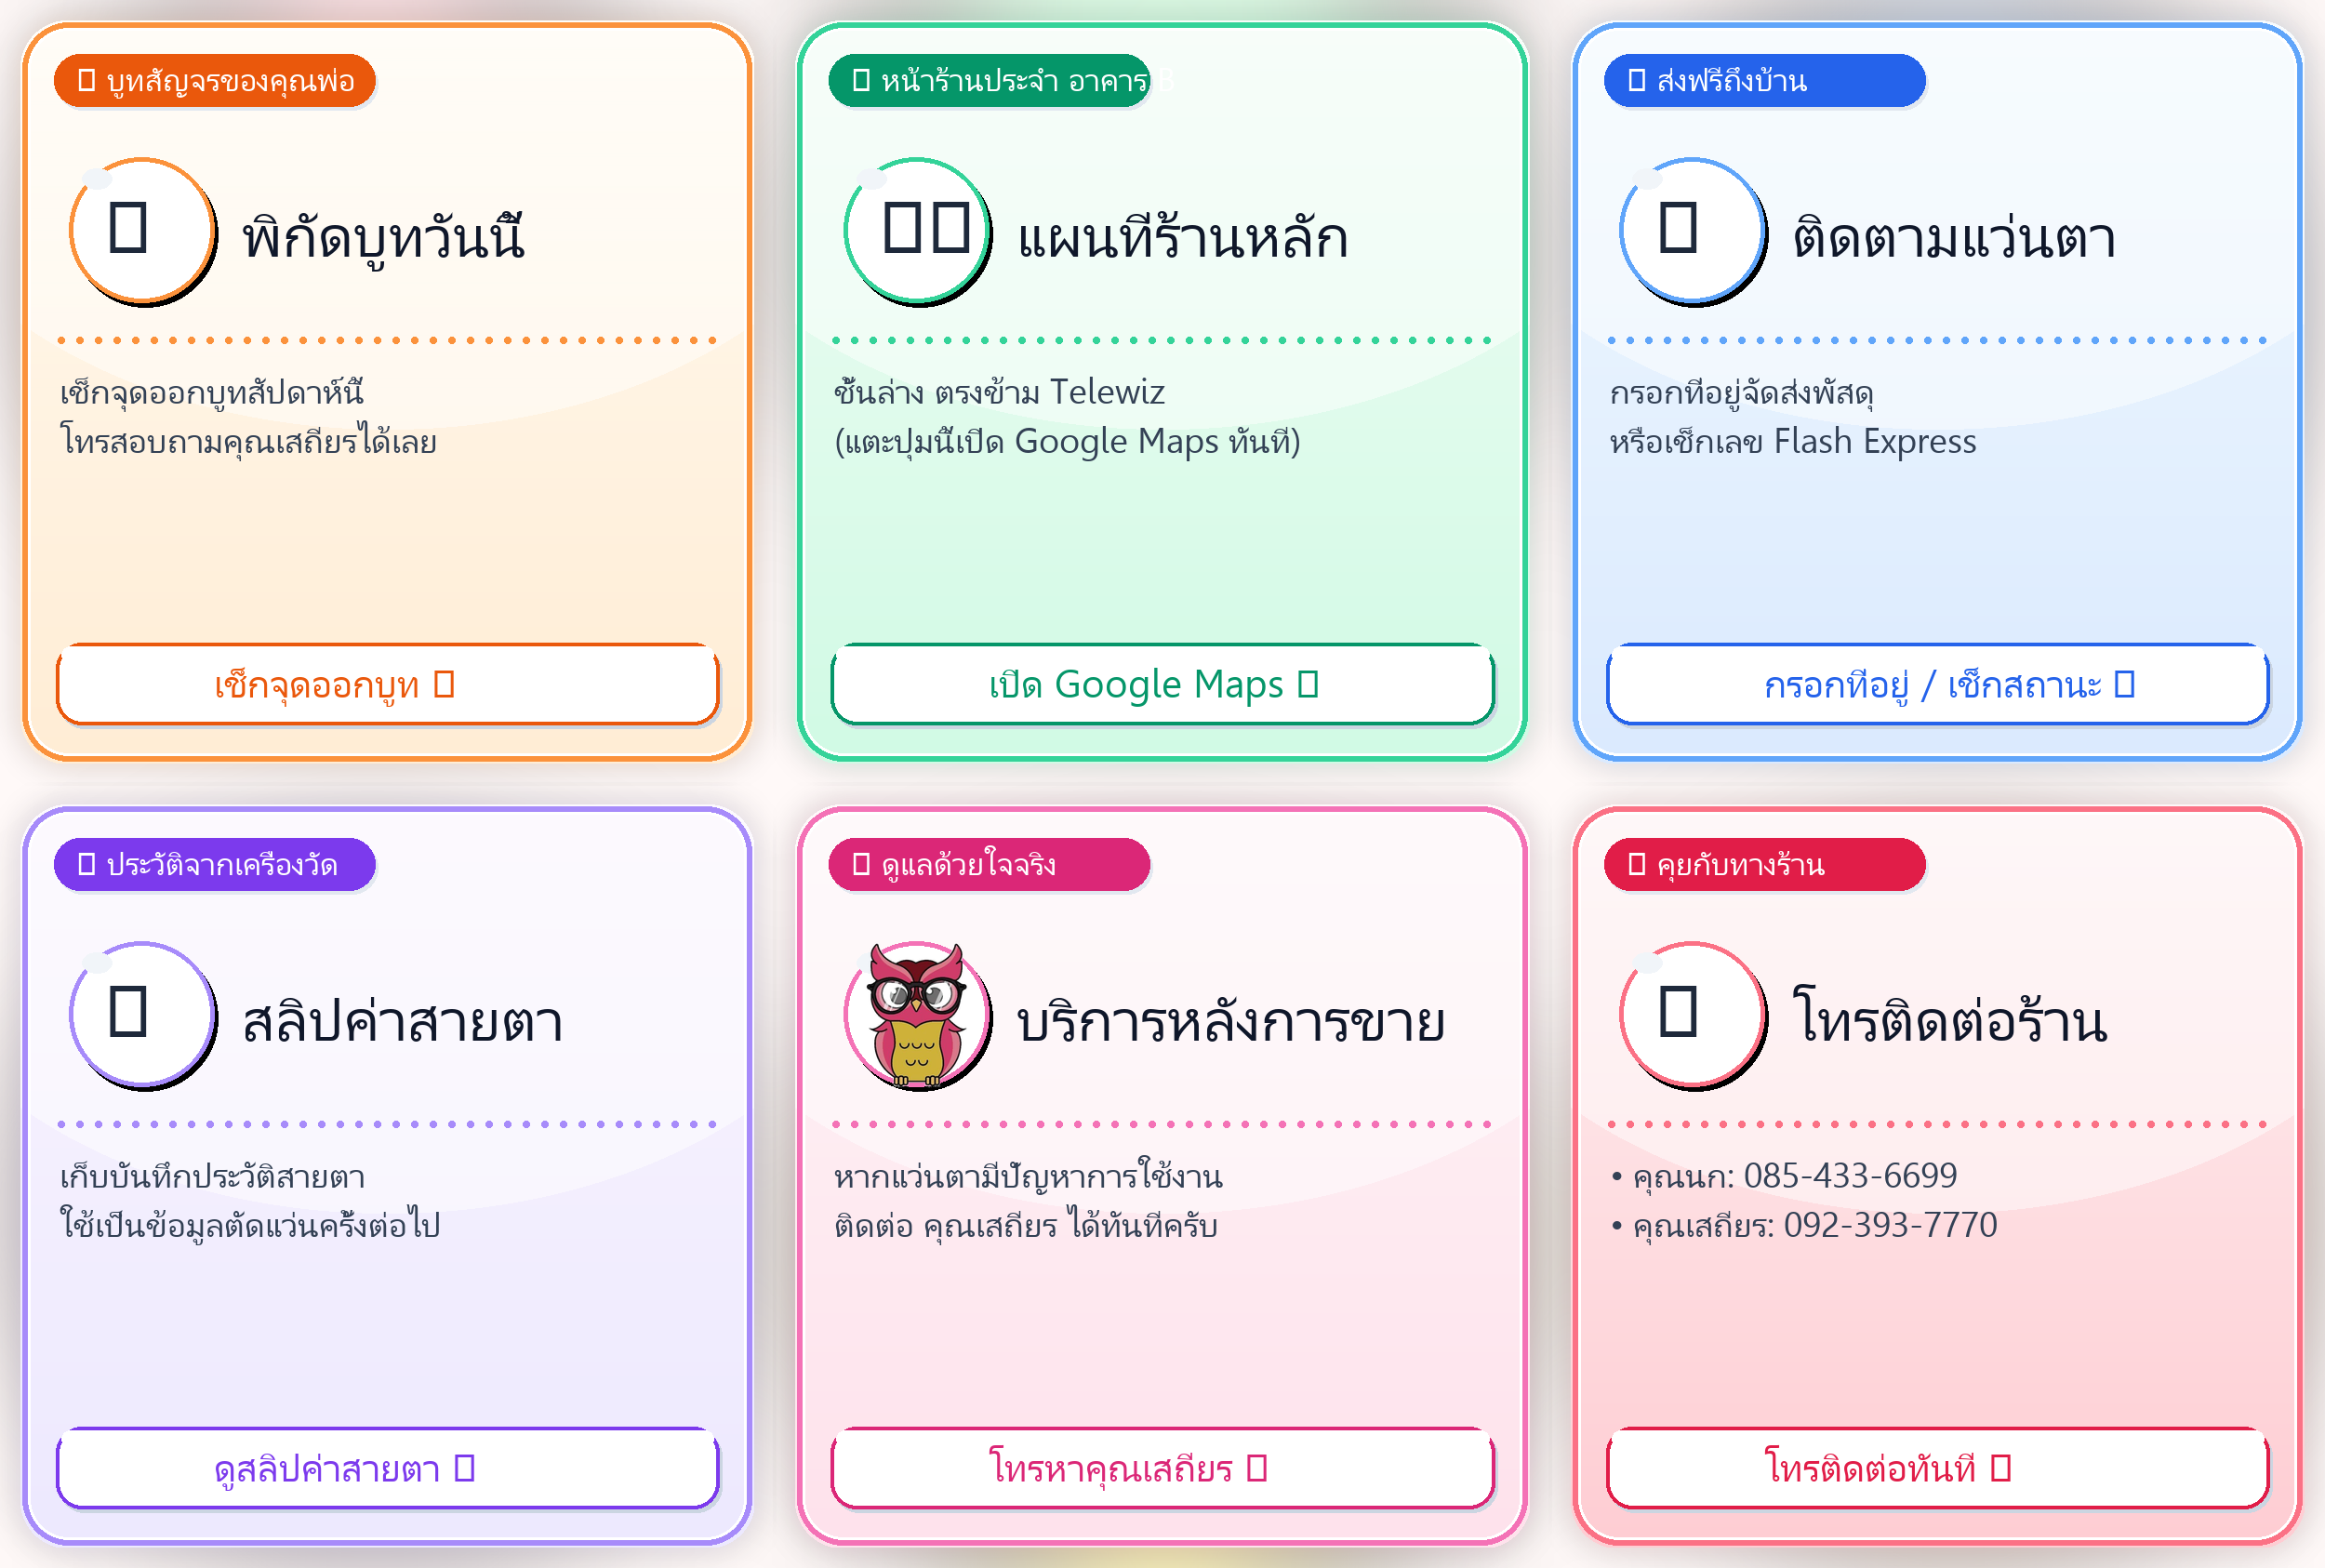 บูทสัญจรของคุณพ่อ
พิกัดบูทวันนี้
เช็กจุดออกบูทสัปดาห์นี้
โทรสอบถามคุณเสถียรได้เลย
เช็กจุดออกบูท
หน้าร้านประจำ อาคาร B
แผนที่ร้านหลัก
ชั้นล่าง ตรงข้าม Telewiz
(แตะปุ่มนี้เปิด Google Maps ทันที)
เปิด Google Maps
ส่งฟรีถึงบ้าน
ติดตามแว่นตา
กรอกที่อยู่จัดส่งพัสดุ
หรือเช็กเลข Flash Express
กรอกที่อยู่ / เช็กสถานะ
ประวัติจากเครื่องวัด
สลิปค่าสายตา
เก็บบันทึกประวัติสายตา
ใช้เป็นข้อมูลตัดแว่นครั้งต่อไป
ดูสลิปค่าสายตา
ดูแลด้วยใจจริง
บริการหลังการขาย
หากแว่นตามีปัญหาการใช้งาน
ติดต่อ คุณเสถียร ได้ทันทีครับ
โทรหาคุณเสถียร
คุยกับทางร้าน
โทรติดต่อร้าน
• คุณนก: 085-433-6699
• คุณเสถียร: 092-393-7770
โทรติดต่อทันที